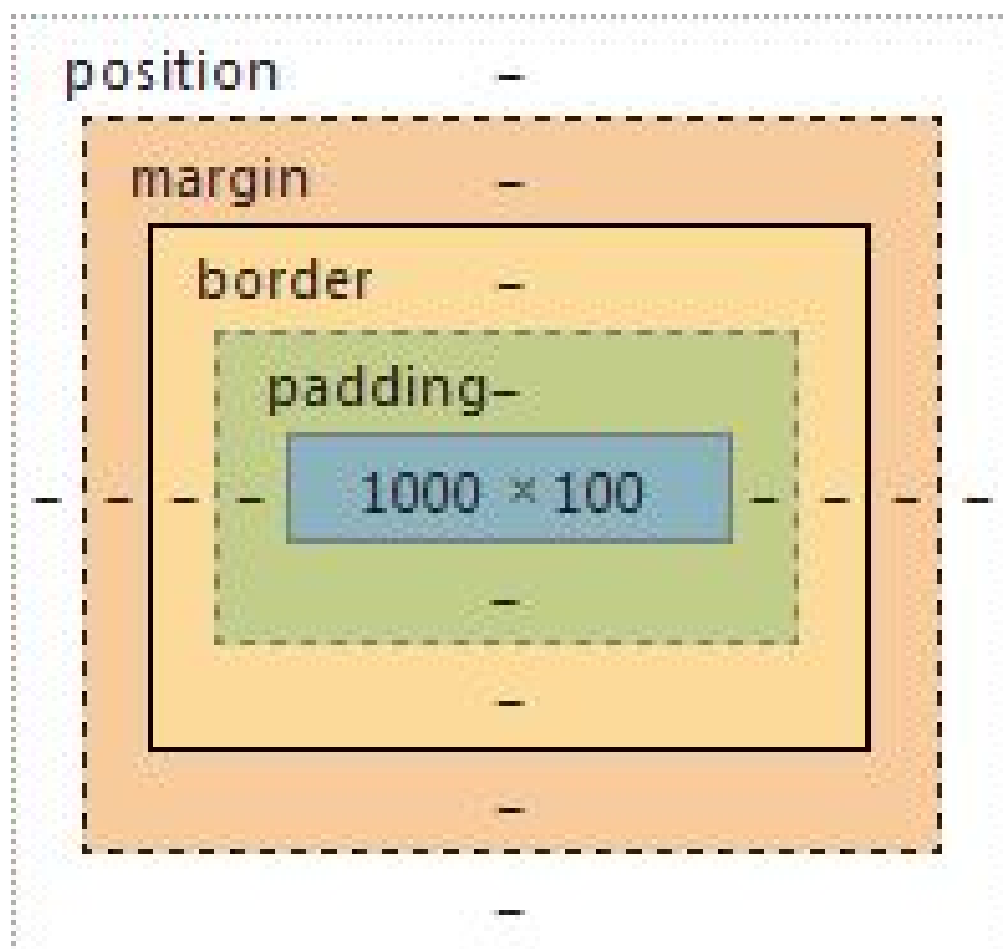 position –
margin –
border –
padding –
– – – – 1000 × 100 – – – –
–
–
–
–